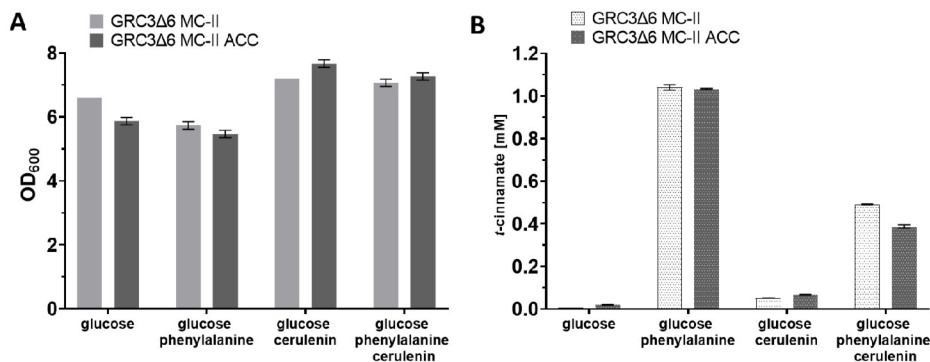 A
GRC3Δ6 MC-II
GRC3Δ6 MC-II ACC
OD600
8
6
4
2
0
glucose
glucose
phenylalanine
glucose
cerulenin
glucose
phenylalanine
cerulenin
B
GRC3Δ6 MC-II
GRC3Δ6 MC-II ACC
t-cinnamate [mM]
1.2
1.0
0.8
0.6
0.4
0.2
0.0
glucose
glucose
phenylalanine
glucose
cerulenin
glucose
phenylalanine
cerulenin